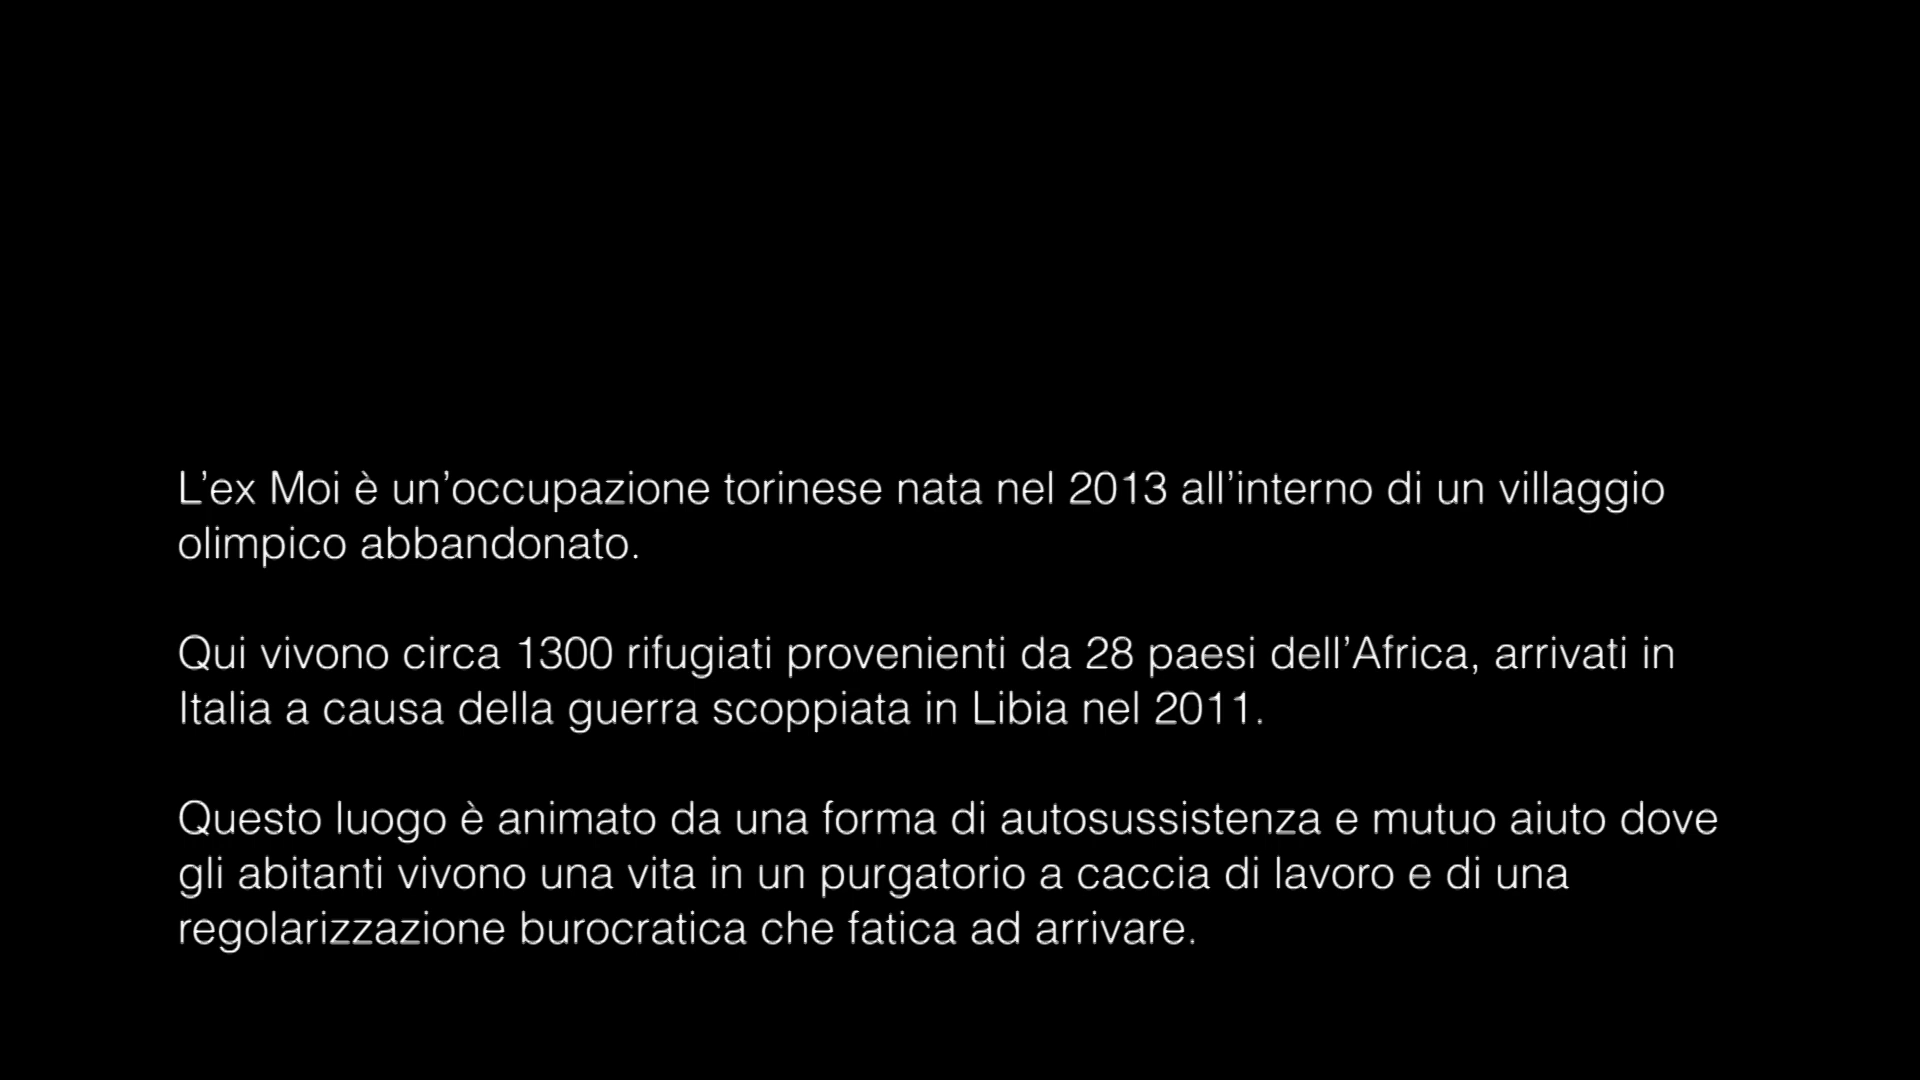 L’ex Moi è un’occupazione torinese nata nel 2013 all’interno di un villaggio
olimpico abbandonato.
Qui vivono circa 1300 rifugiati provenienti da 28 paesi dell’Africa, arrivati in
Italia a causa della guerra scoppiata in Libia nel 2011.
Questo luogo è animato da una forma di autosussistenza e mutuo aiuto dove
gli abitanti vivono una vita in un purgatorio a caccia di lavoro e di una
regolarizzazione burocratica che fatica ad arrivare.